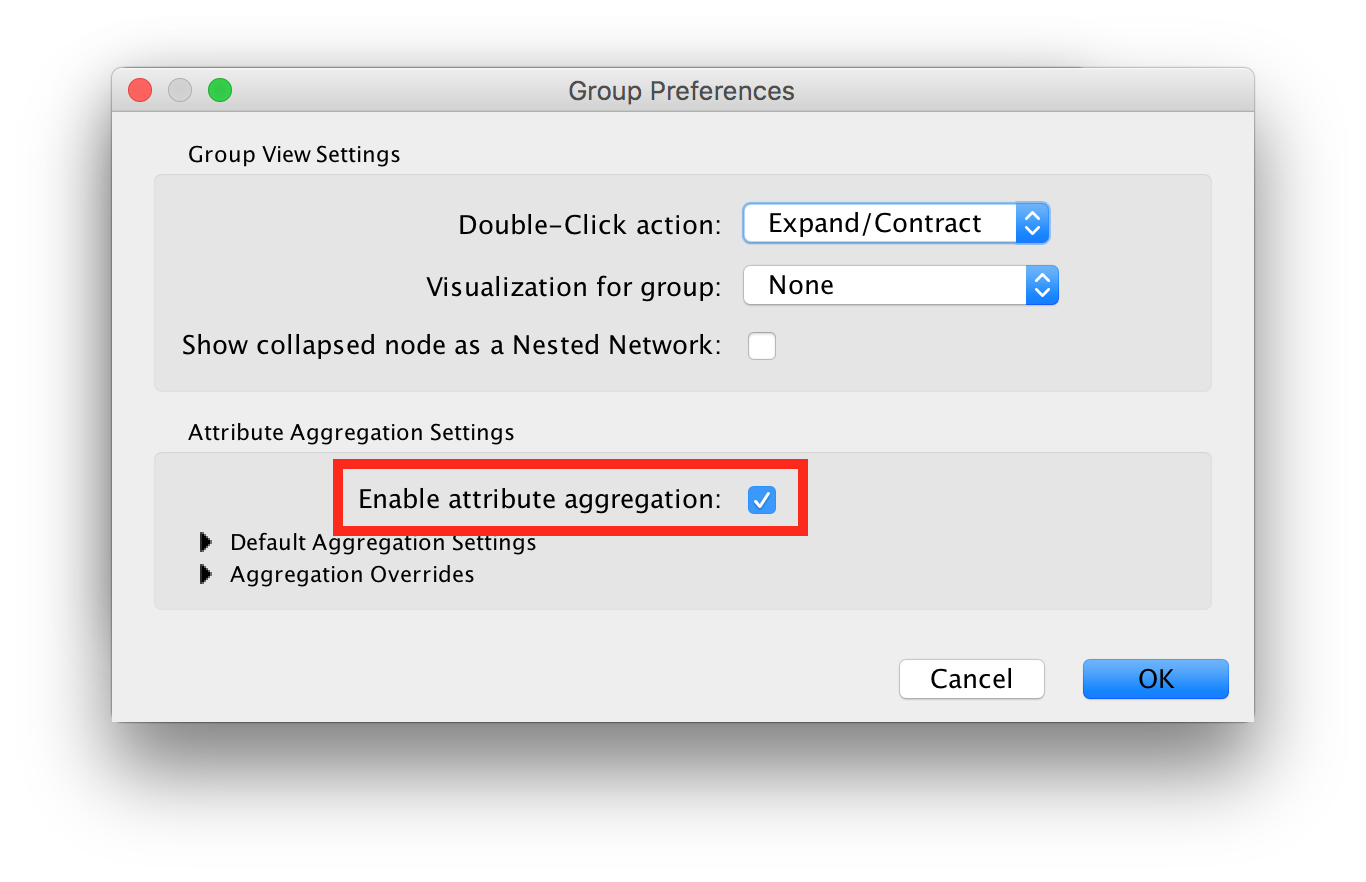 Group Preferences
Group View Settings
Double-Click action: Expand/Contract
Visualization for group: None
Show collapsed node as a Nested Network:
Attribute Aggregation Settings
Enable attribute aggregation:
Default Aggregation Settings
Aggregation Overrides
Cancel OK